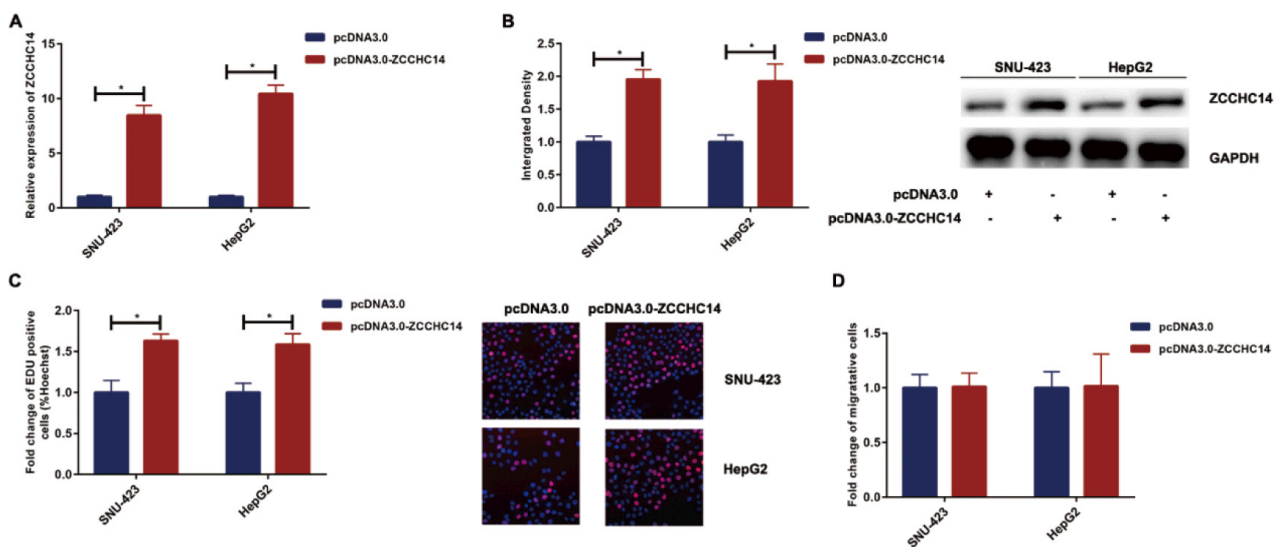 A
Relative expression of ZCCHC14
15
10
5
0
*
*
SNU-423
HepG2
pcDNA3.0
pcDNA3.0-ZCCHC14
B
Intergrated Density
2.5
2.0
1.5
1.0
0.5
0.0
*
*
SNU-423
HepG2
pcDNA3.0
pcDNA3.0-ZCCHC14
SNU-423 HepG2
ZCCHC14
GAPDH
pcDNA3.0 + - + -
pcDNA3.0-ZCCHC14 - + - +
C
Fold change of EDU positive
cells (%Hoechst)
2.0
1.5
1.0
0.5
0.0
*
*
SNU-423
HepG2
pcDNA3.0
pcDNA3.0-ZCCHC14
pcDNA3.0 pcDNA3.0-ZCCHC14
SNU-423
HepG2
D
Fold change of migratative cells
1.5
1.0
0.5
0.0
SNU-423
HepG2
pcDNA3.0
pcDNA3.0-ZCCHC14